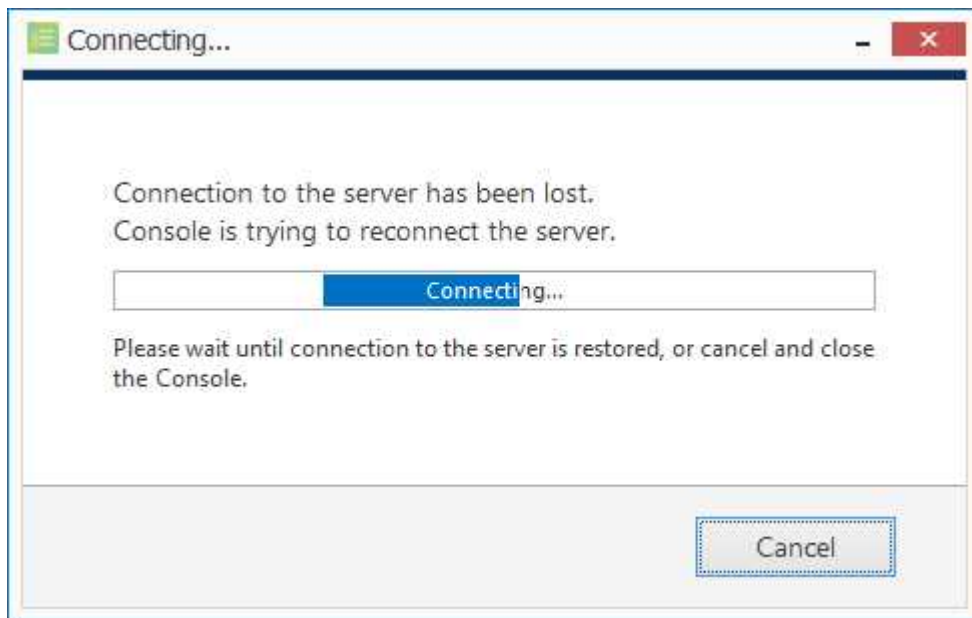 Connecting...
Connection to the server has been lost.
Console is trying to reconnect the server.
Connecting...
Please wait until connection to the server is restored, or cancel and close
the Console.
Cancel